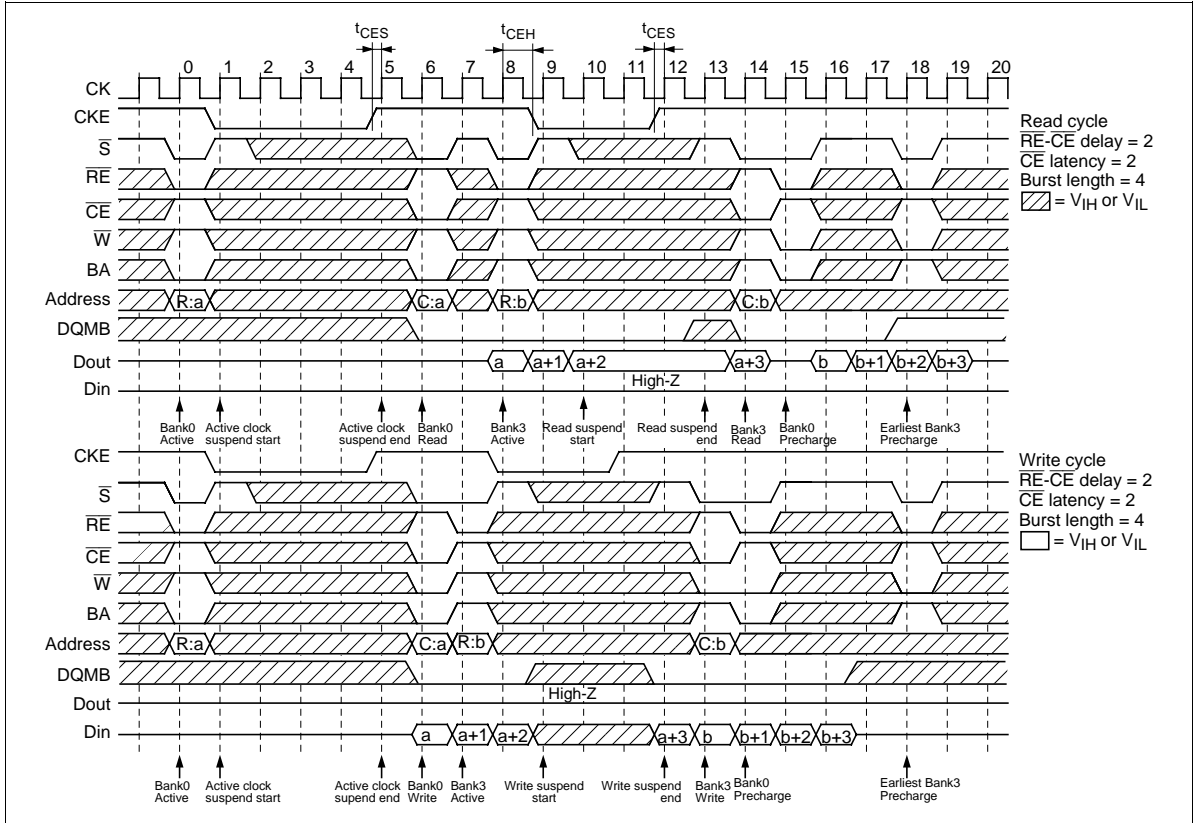 tCES tCEH tCES
0 1 2 3 4 5 6 7 8 9 10 11 12 13 14 15 16 17 18 19 20
CK
CKE
S
RE
CE
W
BA
Address R:a C:a R:b C:b
DQMB
Dout a a+1 a+2 a+3 b b+1 b+2 b+3
Din High-Z
Bank0 Active
Active clock suspend start
Active clock suspend end
Bank0 Read
Bank3 Active
Read suspend start
Read suspend end
Bank3 Read
Bank0 Precharge
Earliest Bank3 Precharge
Read cycle
RE-CE delay = 2
CE latency = 2
Burst length = 4
= VIH or VIL
CKE
S
RE
CE
W
BA
Address R:a C:a R:b C:b
DQMB
High-Z
Dout
Din a a+1 a+2 a+3 b b+1 b+2 b+3
Bank0 Active
Active clock suspend start
Active clock supend end
Bank0 Write
Bank3 Active
Write suspend start
Write suspend end
Bank3 Write
Bank0 Precharge
Earliest Bank3 Precharge
Write cycle
RE-CE delay = 2
CE latency = 2
Burst length = 4
= VIH or VIL